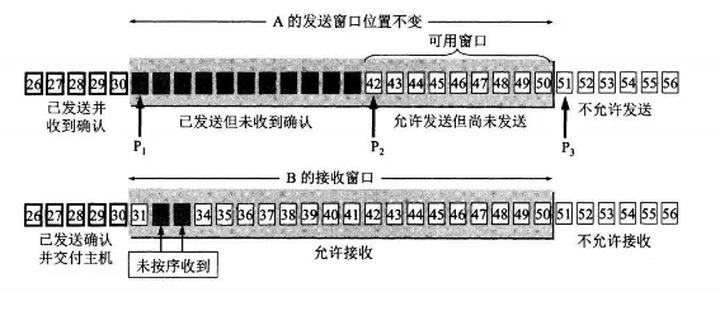 A 的发送窗口位置不变
可用窗口
26 27 28 29 30 42 43 44 45 46 47 48 49 50 51 52 53 54 55 56
已发送并 已发送但未收到确认 允许发送但尚未发送 不允许发送
收到确认
P1 P2 P3
B 的接收窗口
26 27 28 29 30 31 34 35 36 37 38 39 40 41 42 43 44 45 46 47 48 49 50 51 52 53 54 55 56
已发送确认 允许接收 不允许接收
并交付主机 未按序收到